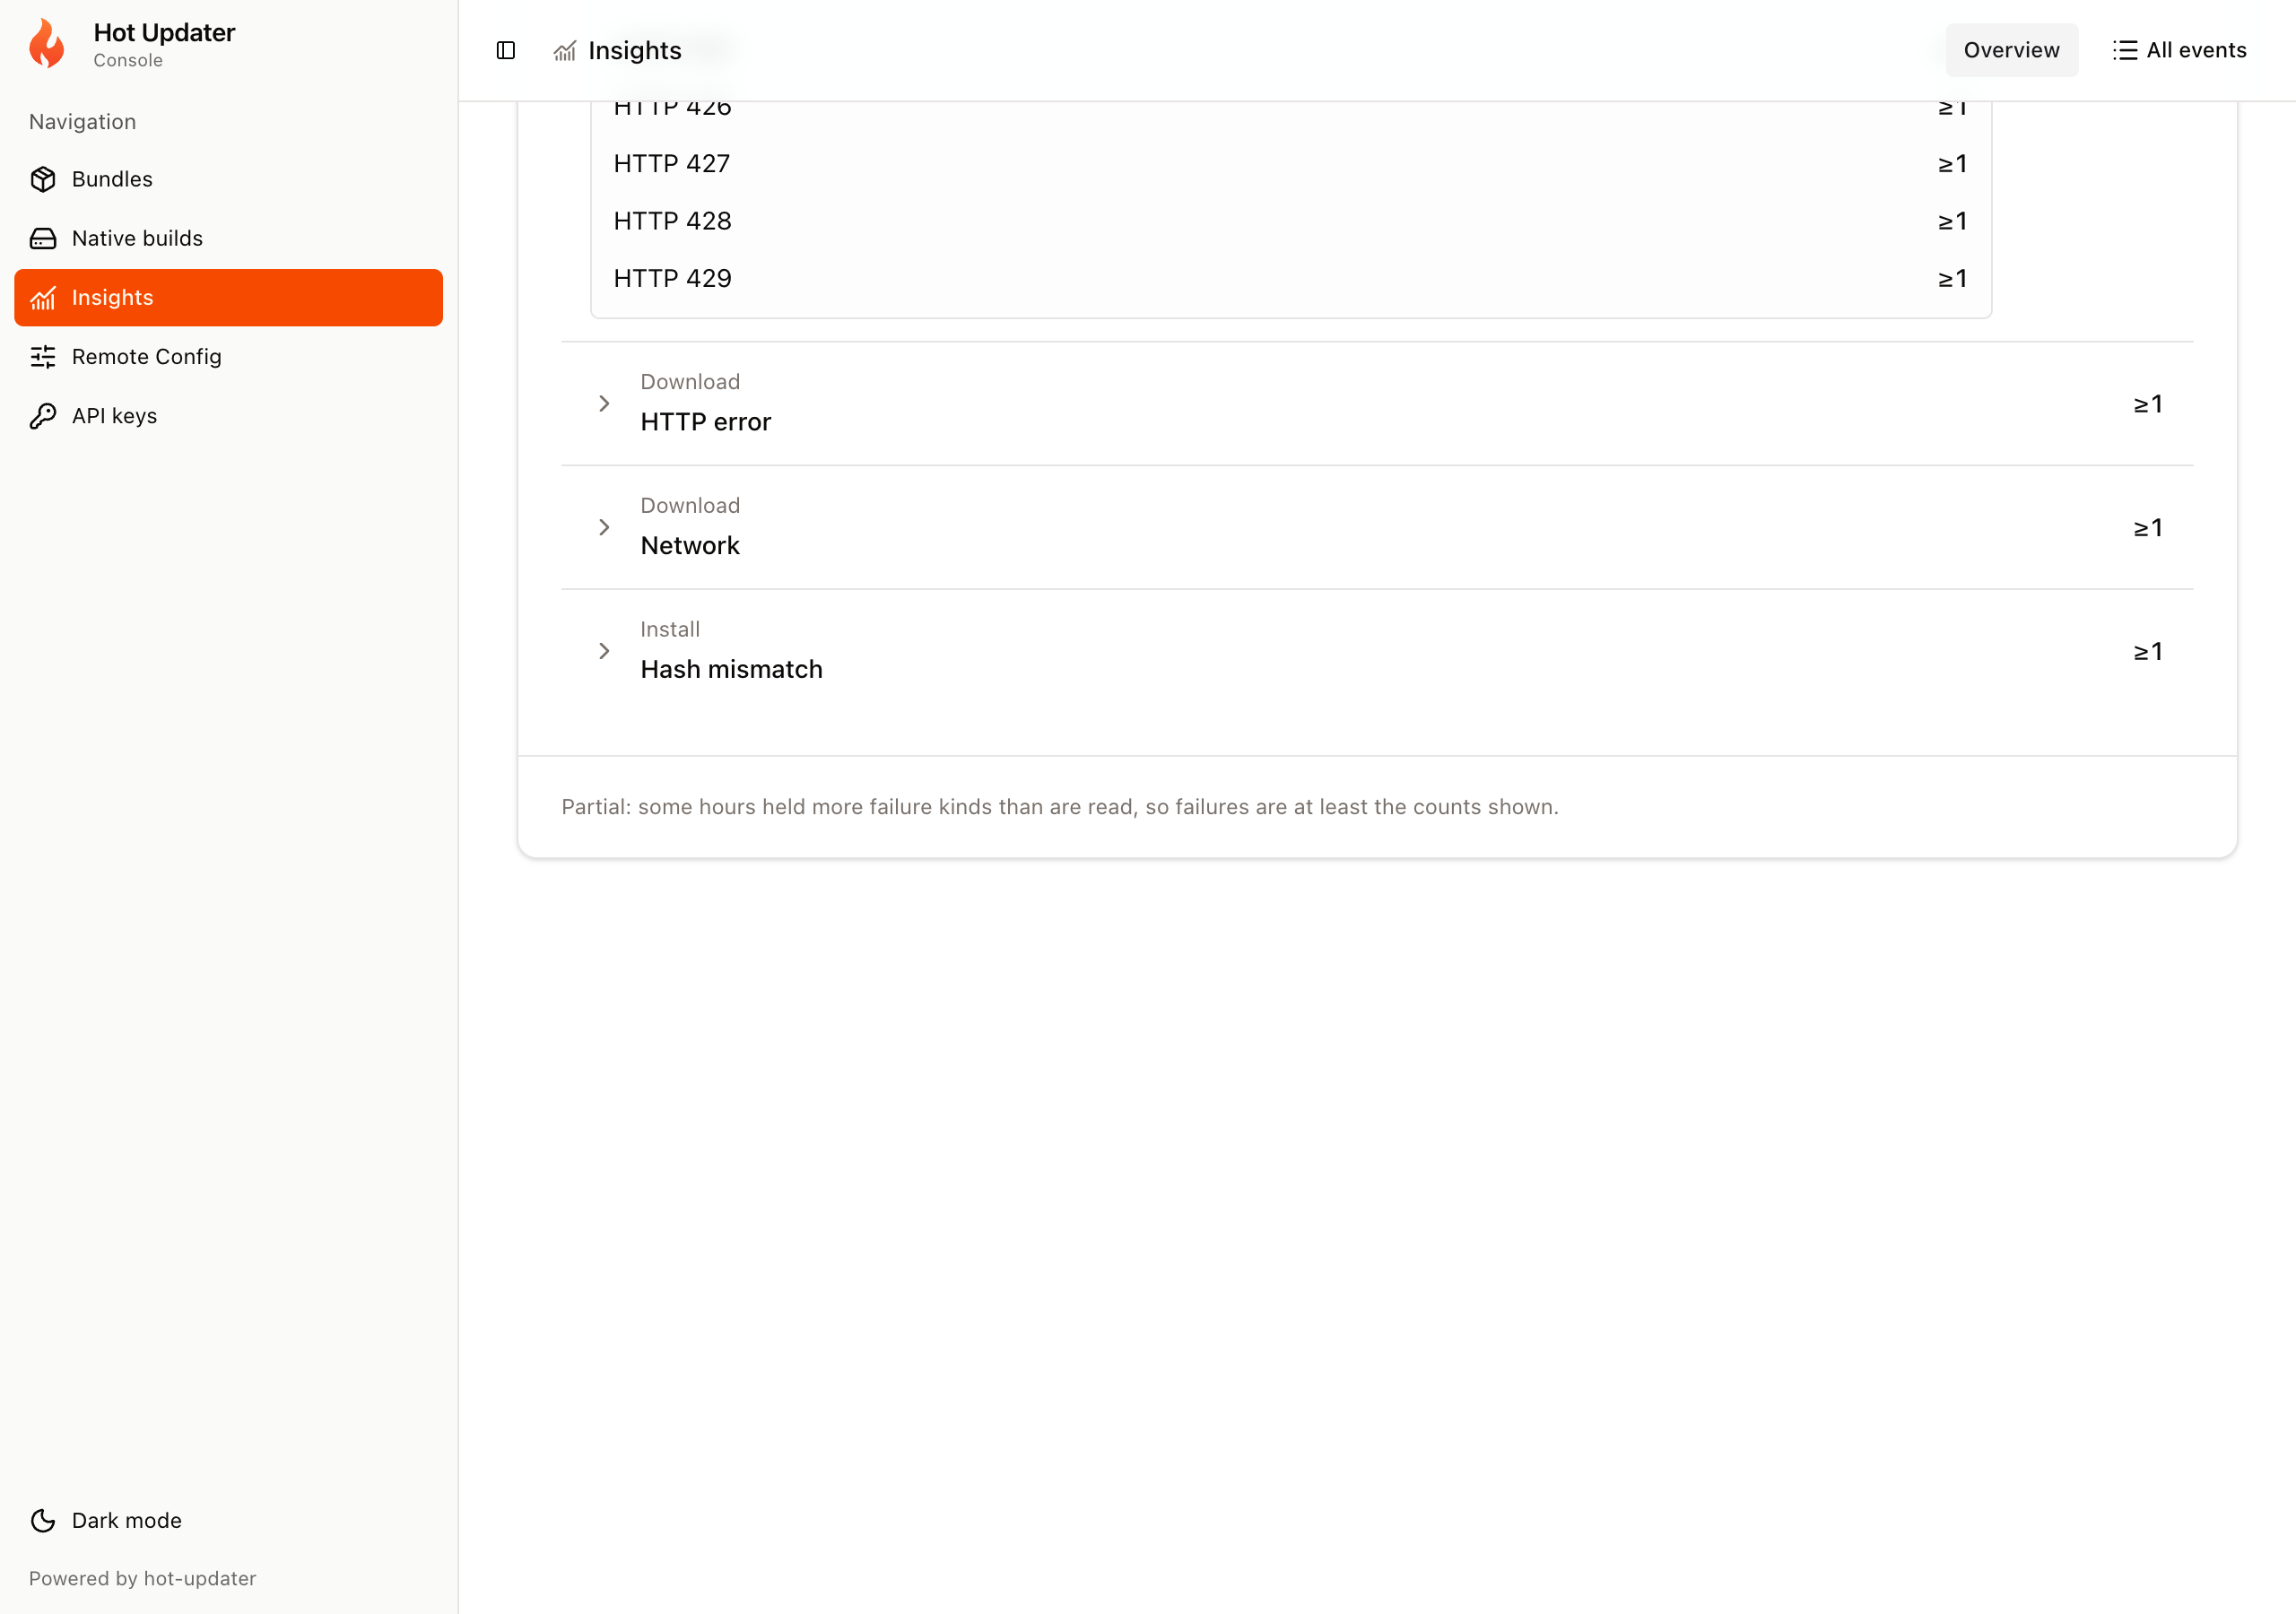 Hot Updater
Console
Navigation
Bundles
Native builds
Insights
Remote Config
API keys
Dark mode
Powered by hot-updater
Insights
Overview
All events
HTTP 426 ≥1
HTTP 427 ≥1
HTTP 428 ≥1
HTTP 429 ≥1
Download
HTTP error ≥1
Download
Network ≥1
Install
Hash mismatch ≥1
Partial: some hours held more failure kinds than are read, so failures are at least the counts shown.